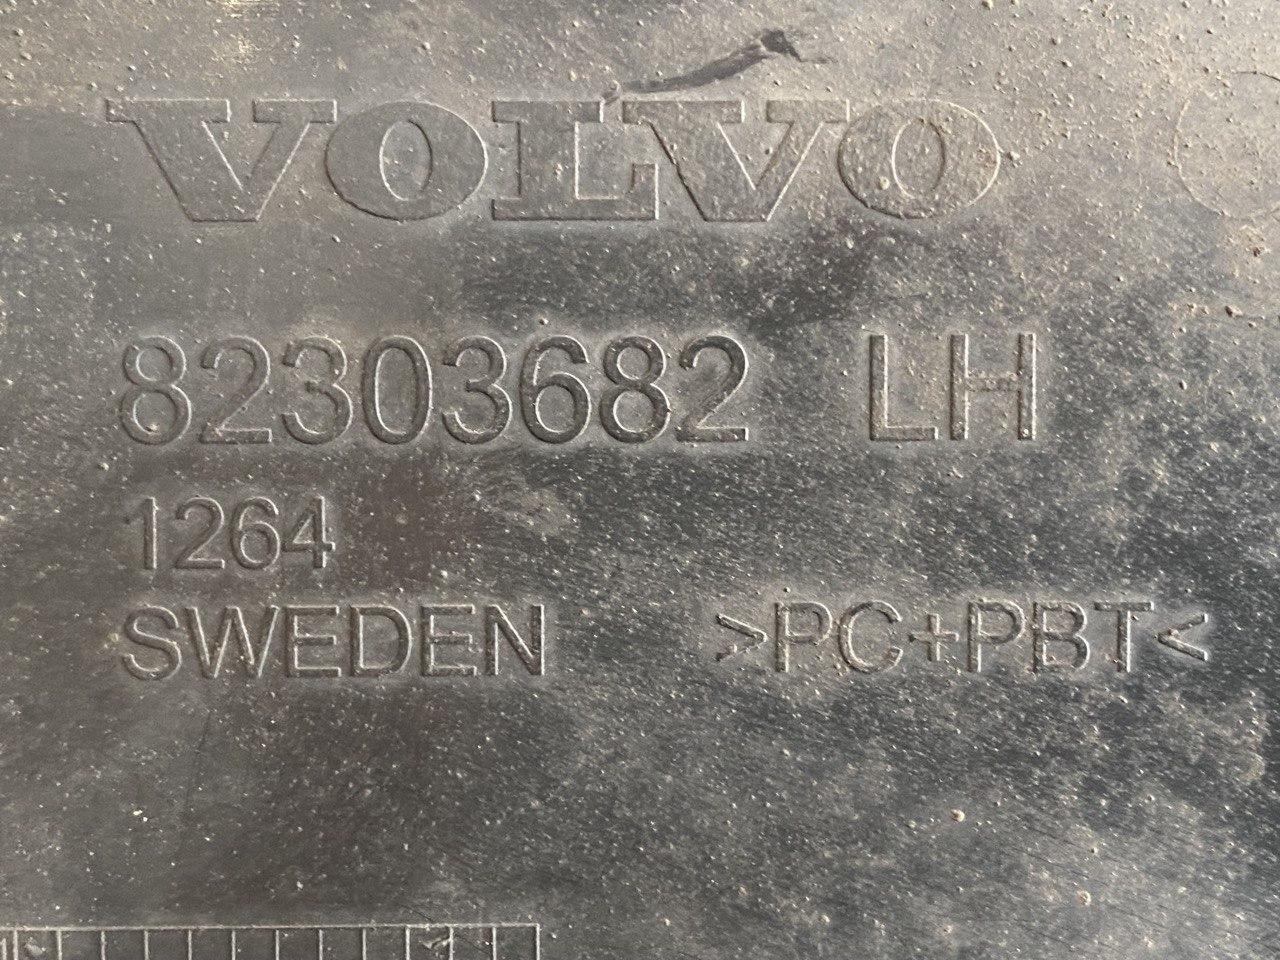 VOLVO
82303682 LH
1264
SWEDEN >PC+PBT<